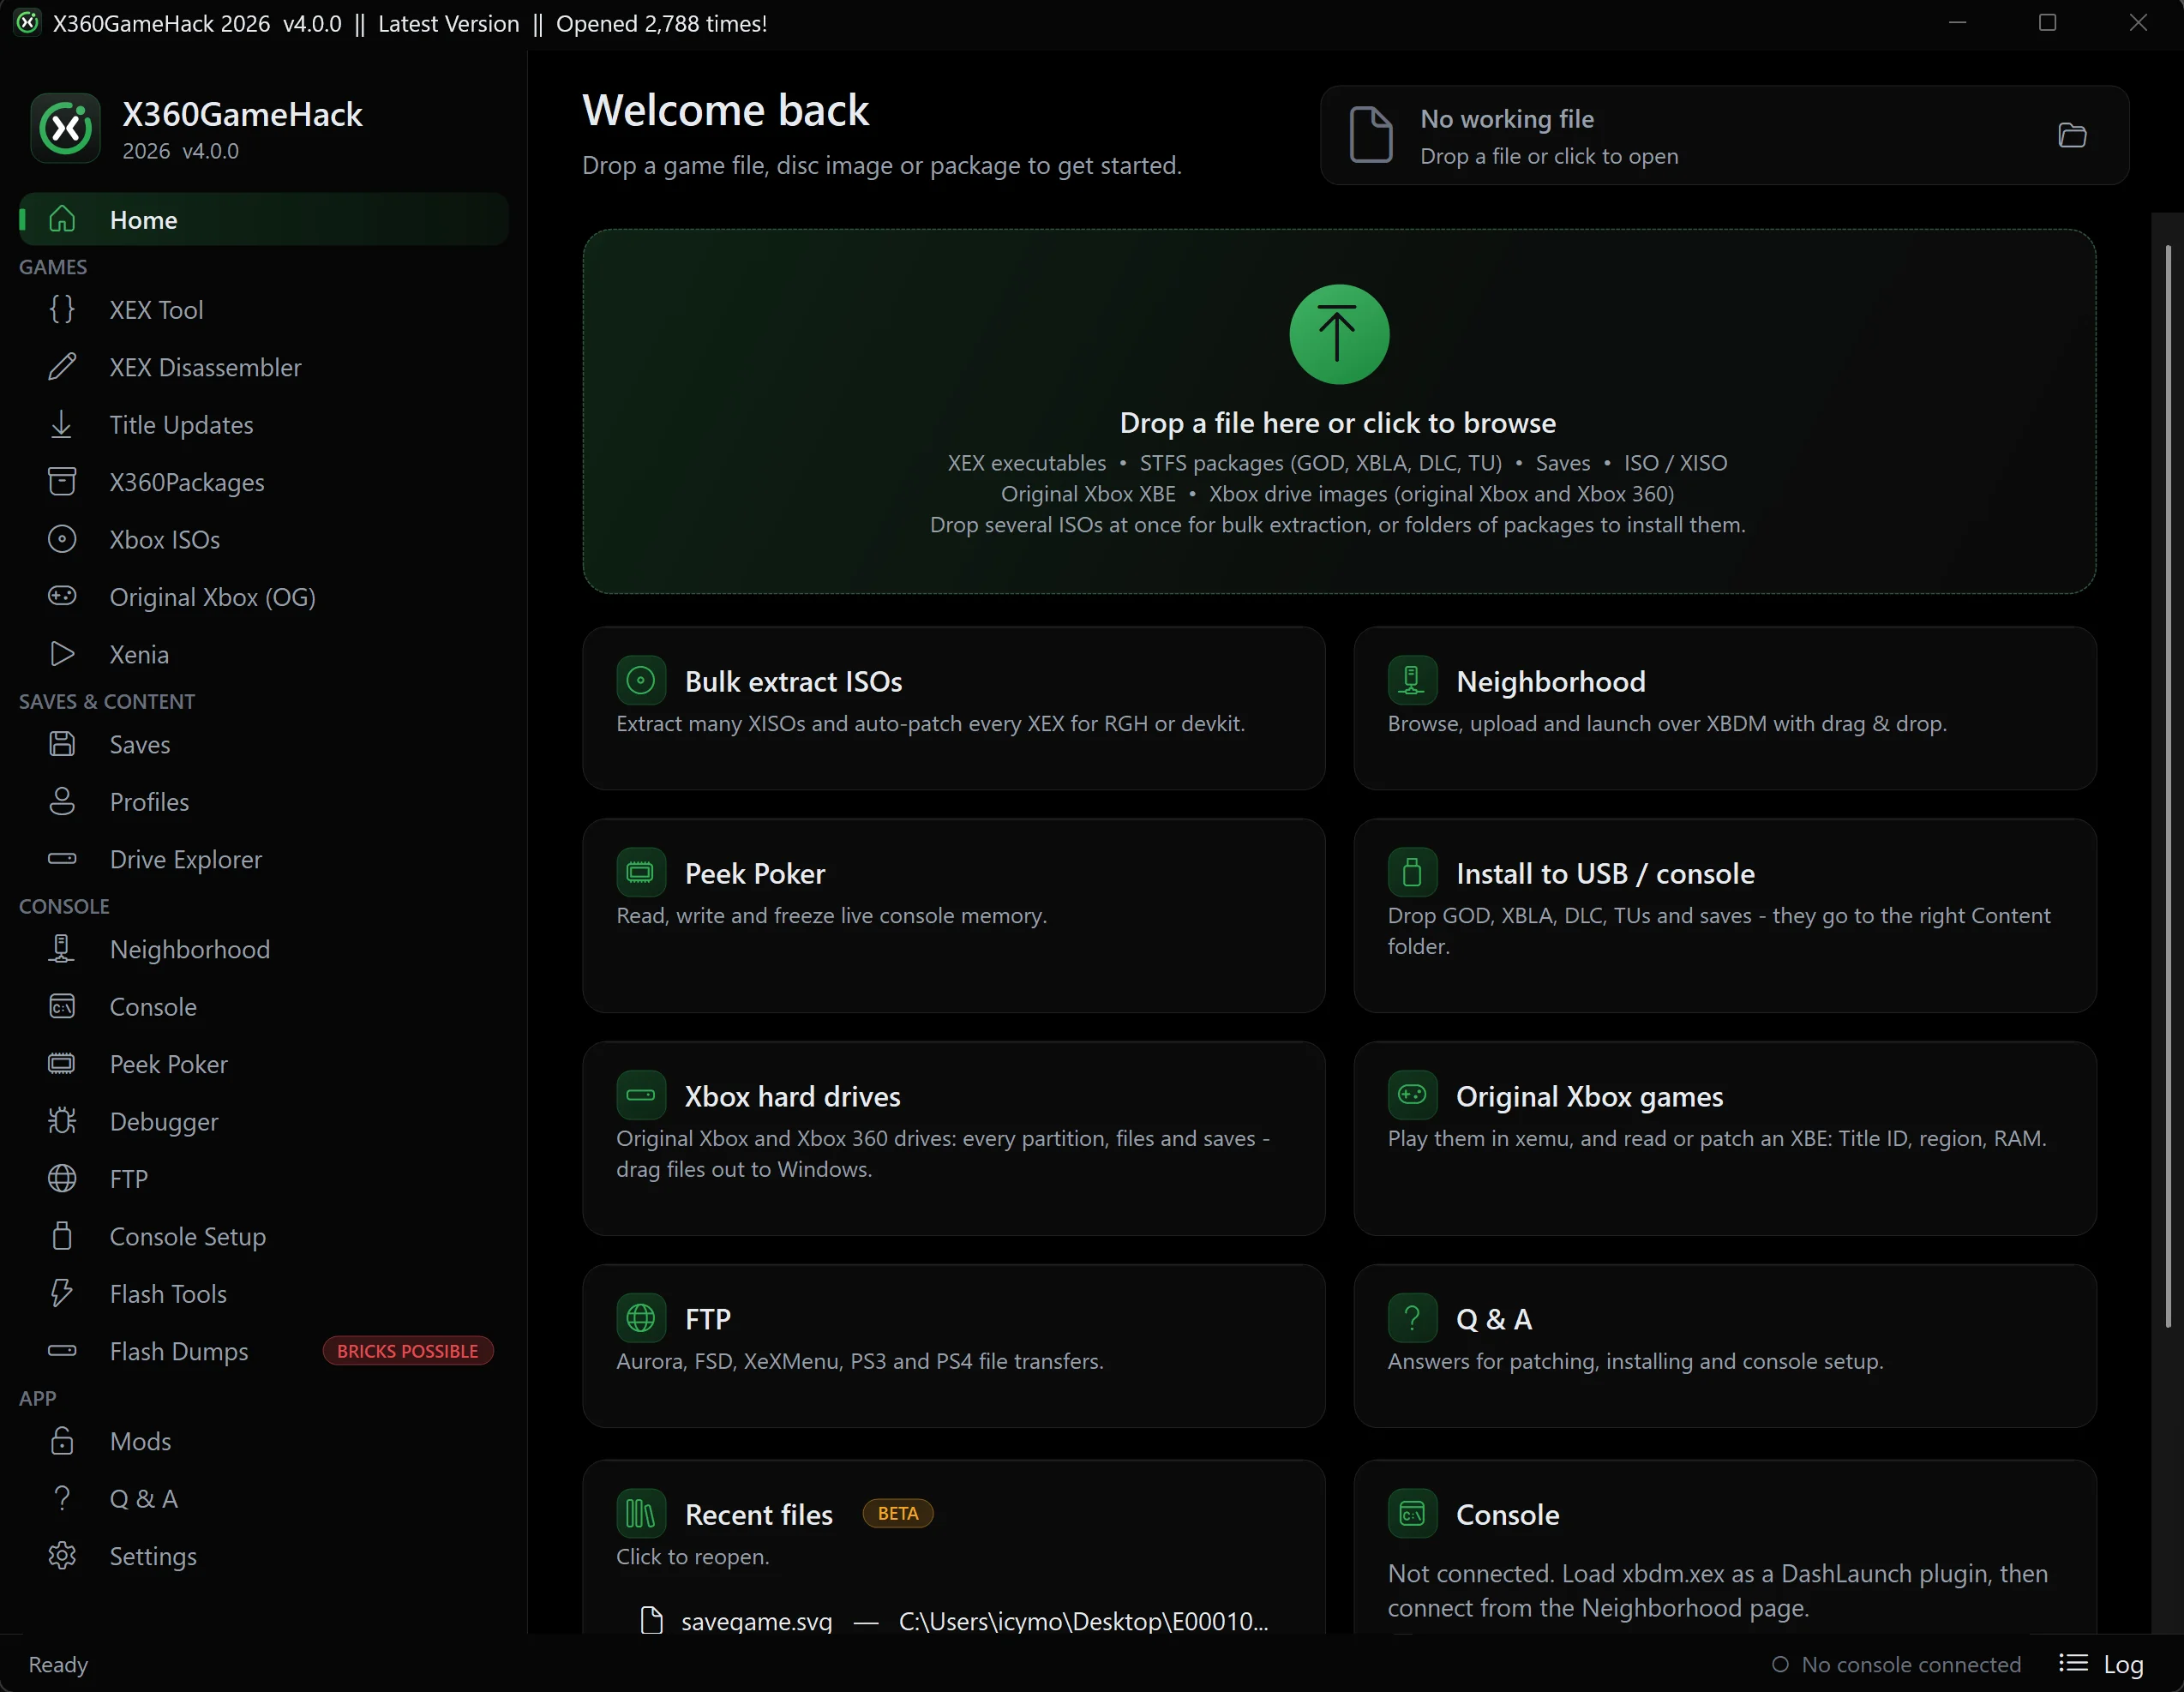 X360GameHack 2026 v4.0.0 || Latest Version || Opened 2,788 times!
X360GameHack
2026 v4.0.0
Home
GAMES
XEX Tool
XEX Disassembler
Title Updates
X360Packages
Xbox ISOs
Original Xbox (OG)
Xenia
SAVES & CONTENT
Saves
Profiles
Drive Explorer
CONSOLE
Neighborhood
Console
Peek Poker
Debugger
FTP
Console Setup
Flash Tools
Flash Dumps
BRICKS POSSIBLE
APP
Mods
Q & A
Settings
Welcome back
Drop a game file, disc image or package to get started.
No working file
Drop a file or click to open
Drop a file here or click to browse
XEX executables • STFS packages (GOD, XBLA, DLC, TU) • Saves • ISO / XISO
Original Xbox XBE • Xbox drive images (original Xbox and Xbox 360)
Drop several ISOs at once for bulk extraction, or folders of packages to install them.
Bulk extract ISOs
Extract many XISOs and auto-patch every XEX for RGH or devkit.
Neighborhood
Browse, upload and launch over XBDM with drag & drop.
Peek Poker
Read, write and freeze live console memory.
Install to USB / console
Drop GOD, XBLA, DLC, TUs and saves - they go to the right Content
folder.
Xbox hard drives
Original Xbox and Xbox 360 drives: every partition, files and saves -
drag files out to Windows.
Original Xbox games
Play them in xemu, and read or patch an XBE: Title ID, region, RAM.
FTP
Aurora, FSD, XeXMenu, PS3 and PS4 file transfers.
Q & A
Answers for patching, installing and console setup.
Recent files
BETA
Click to reopen.
savegame.svg — C:\Users\icymo\Desktop\E00010...
Console
Not connected. Load xbdm.xex as a DashLaunch plugin, then
connect from the Neighborhood page.
Ready
No console connected
Log